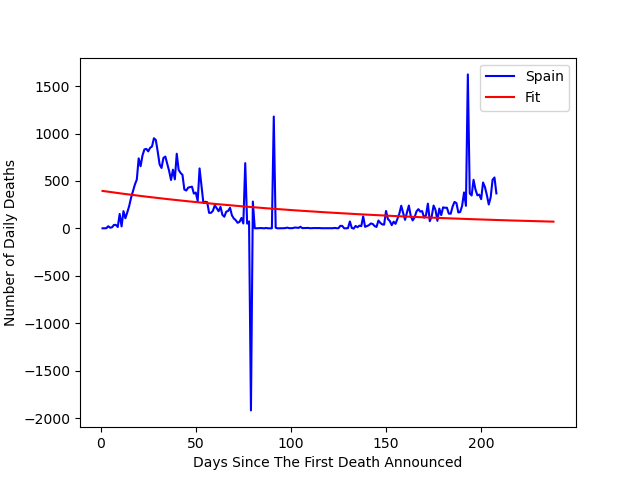 Spain
Fit
1500
1000
500
0
−500
−1000
−1500
−2000
Number of Daily Deaths
0 50 100 150 200
Days Since The First Death Announced